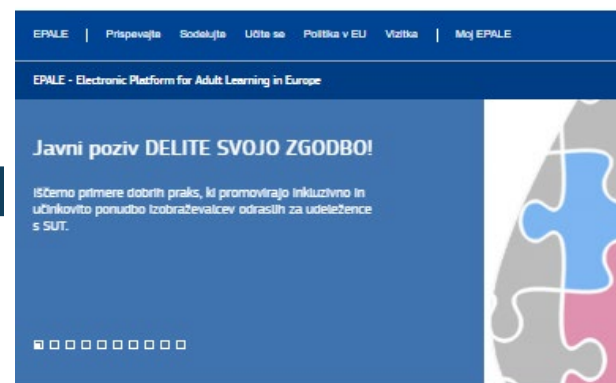 EPALE | Prispevajte Sodelujte Učite se Politika v EU Vizitka | Moj EPALE
EPALE - Electronic Platform for Adult Learning in Europe
Javni poziv DELITE SVOJO ZGODBO!
Iščemo primere dobrih praks, ki promovirajo inkluzivno in
učinkovito ponudbo izobraževalcev odraslih za udeležence
s SUT.